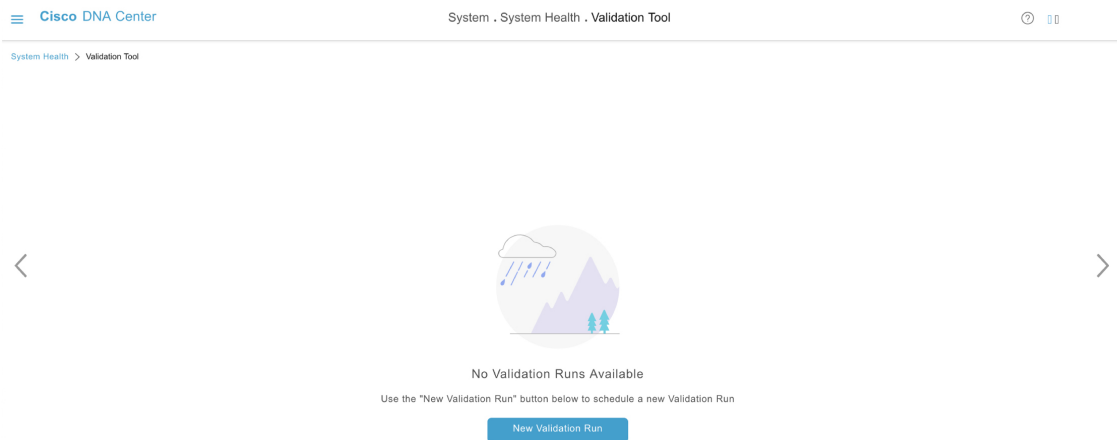 Cisco DNA Center
System . System Health . Validation Tool
?
System Health > Validation Tool
No Validation Runs Available
Use the "New Validation Run" button below to schedule a new Validation Run
New Validation Run